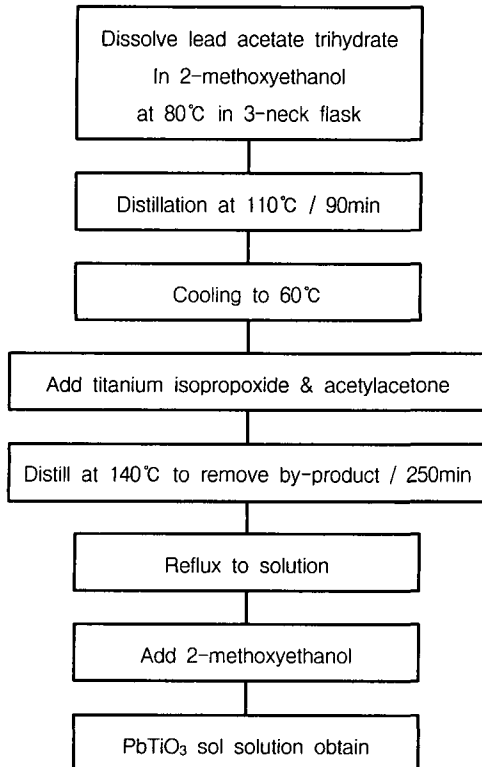 Dissolve lead acetate trihydrate
In 2-methoxyethanol
at 80℃ in 3-neck flask
Distillation at 110℃ / 90min
Cooling to 60℃
Add titanium isopropoxide & acetylacetone
Distill at 140℃ to remove by-product / 250min
Reflux to solution
Add 2-methoxyethanol
PbTiO₃ sol solution obtain